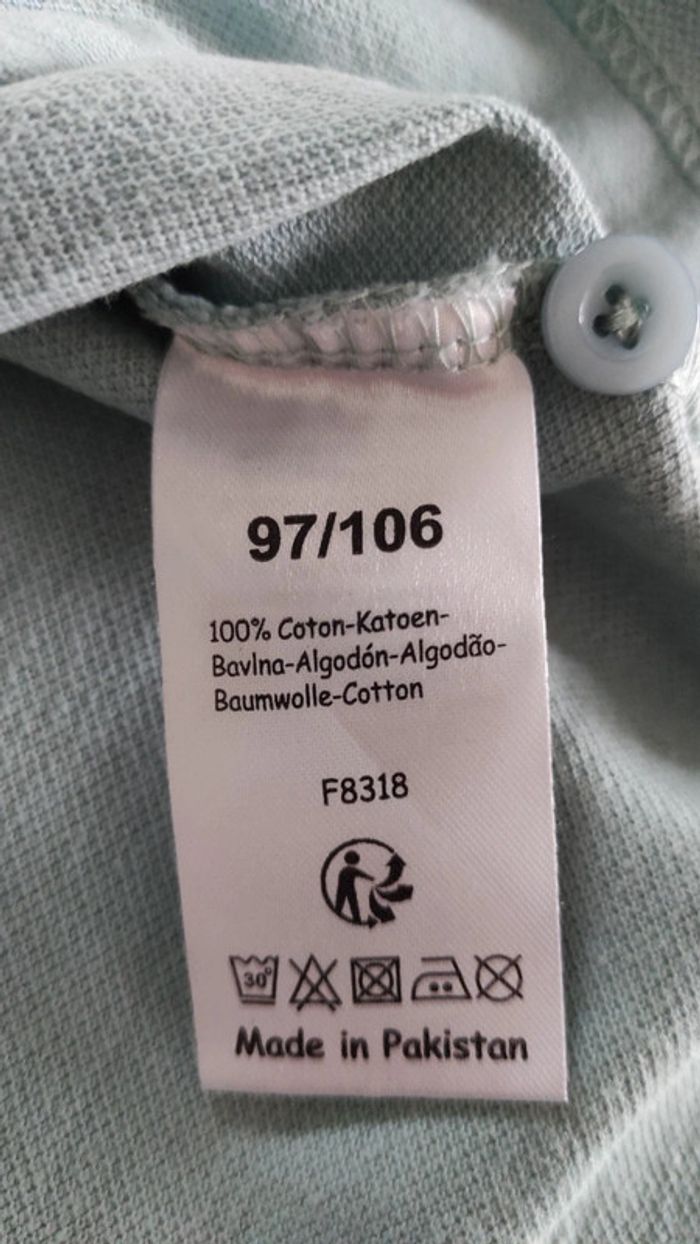 97/106
100% Coton-Katoen-
Bavlna-Algodón-Algodão-
Baumwolle-Cotton
F8318
30°
Made in Pakistan